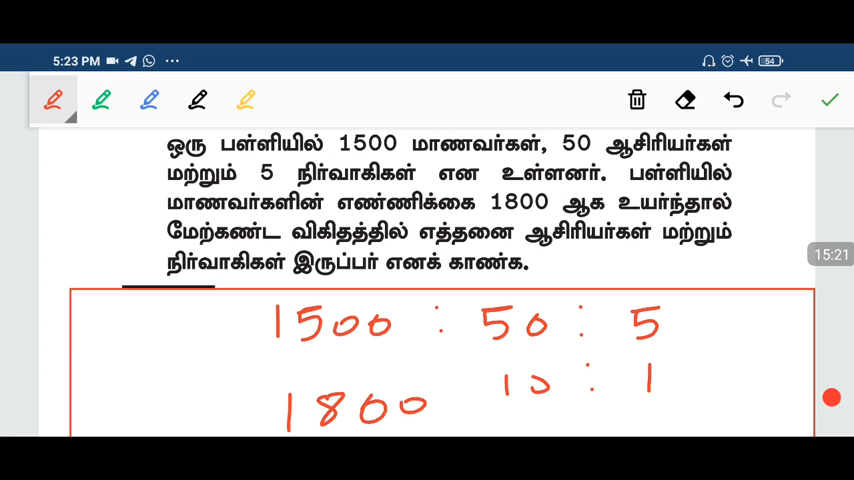 5:23 PM ...
54
ஒரு பள்ளியில் 1500 மாணவர்கள், 50 ஆசிரியர்கள்
மற்றும் 5 நிர்வாகிகள் என உள்ளனர். பள்ளியில்
மாணவர்களின் எண்ணிக்கை 1800 ஆக உயர்ந்தால்
மேற்கண்ட விகிதத்தில் எத்தனை ஆசிரியர்கள் மற்றும்
15:21
நிர்வாகிகள் இருப்பர் எனக் காண்க.
1500 : 50 : 5
10 : 1
1800